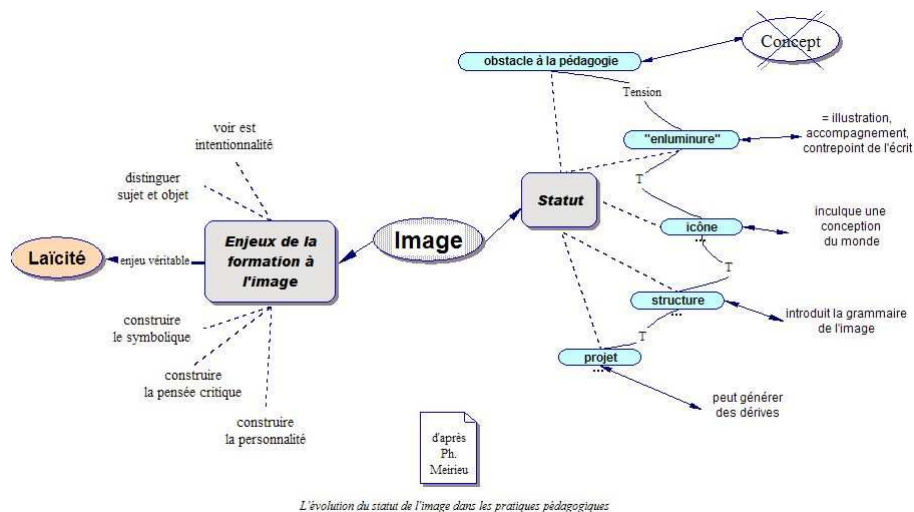 Concept
obstacle à la pédagogie
Tension
"enluminure"
= illustration,
accompagnement,
contrepoint de l'écrit
T
icône
...
inculque une
conception
du monde
T
structure
...
introduit la grammaire
de l'image
T
projet
...
peut générer
des dérives
Statut
Image
Enjeux de la
formation à
l'image
voir est
intentionnalité
distinguer
sujet et objet
enjeu véritable
Laïcité
construire
le symbolique
construire
la pensée critique
construire
la personnalité
d'après
Ph.
Meirieu
L'évolution du statut de l'image dans les pratiques pédagogiques